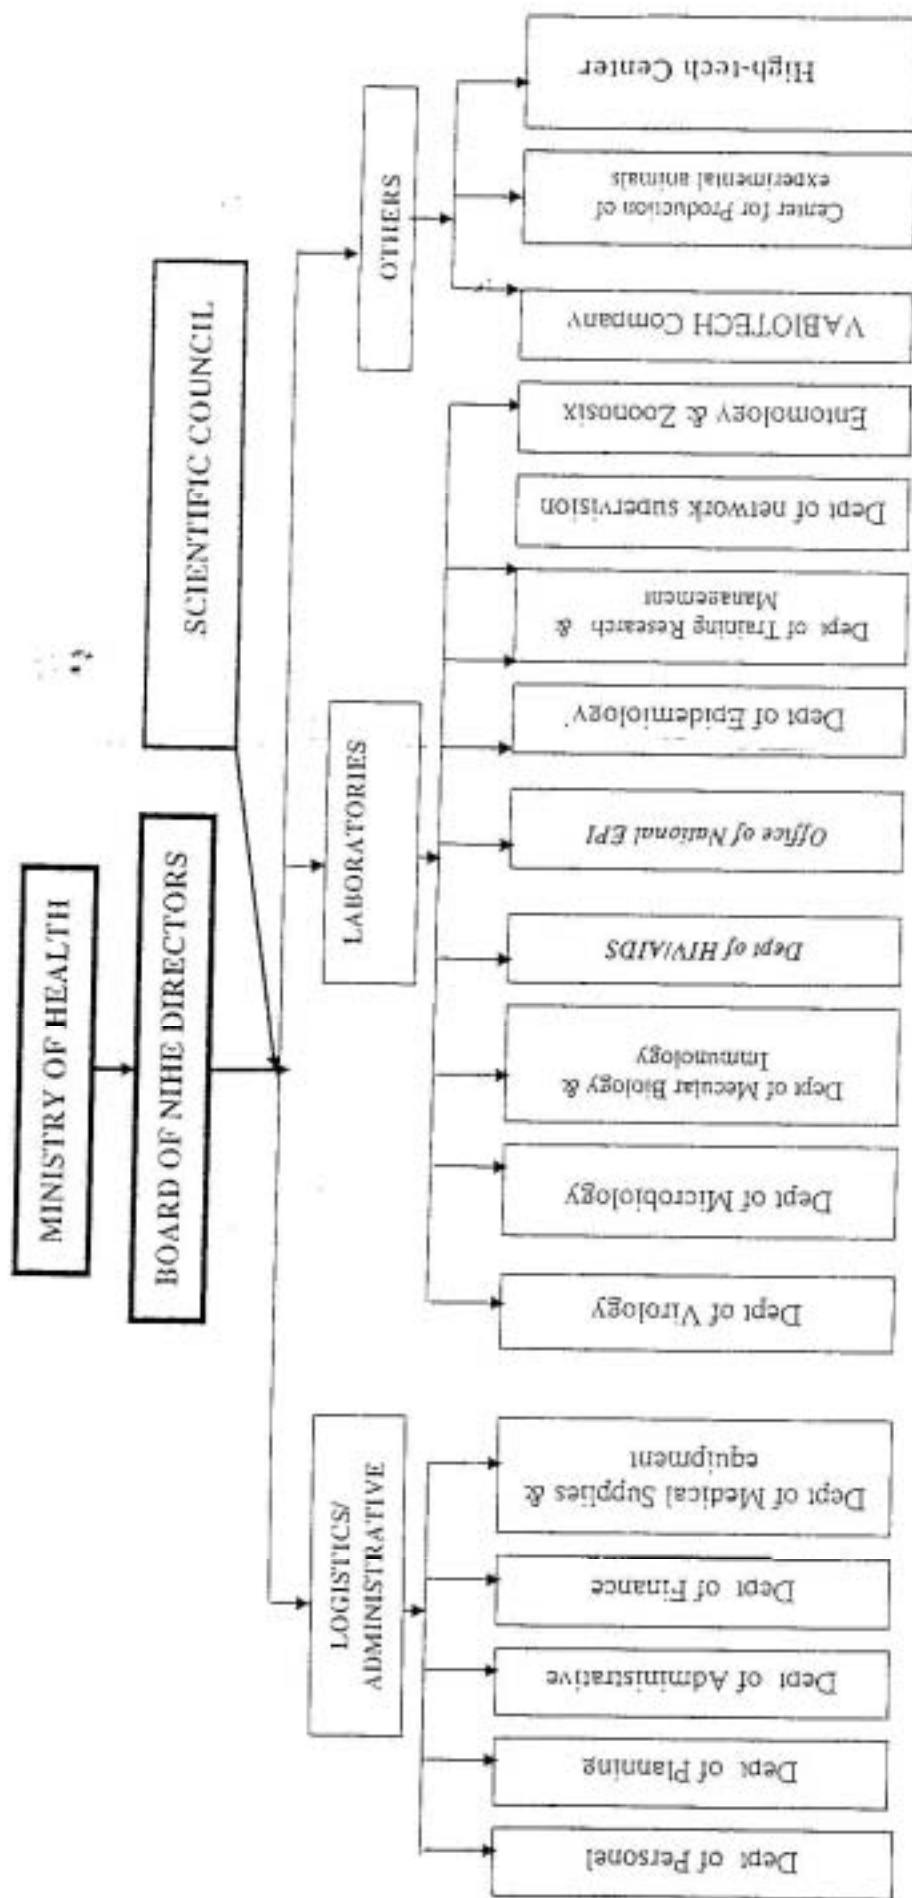 MINISTRY OF HEALTH
BOARD OF NIHE DIRECTORS
SCIENTIFIC COUNCIL
LOGISTICS/
ADMINISTRATIVE
LABORATORIES
OTHERS
Dept of Personel
Dept of Planning
Dept of Administrative
Dept of Finance
Dept of Medical Supplies &
equipment
Dept of Virology
Dept of Microbiology
Dept of Mecular Biology &
Immunology
Dept of HIV/AIDS
Office of National EPI
Dept of Epidemiology
Dept of Training Research &
Management
Dept of network supervision
Entomology & Zoonosix
VABIOTECH Company
Center for Production of
experimental animals
High-tech Center